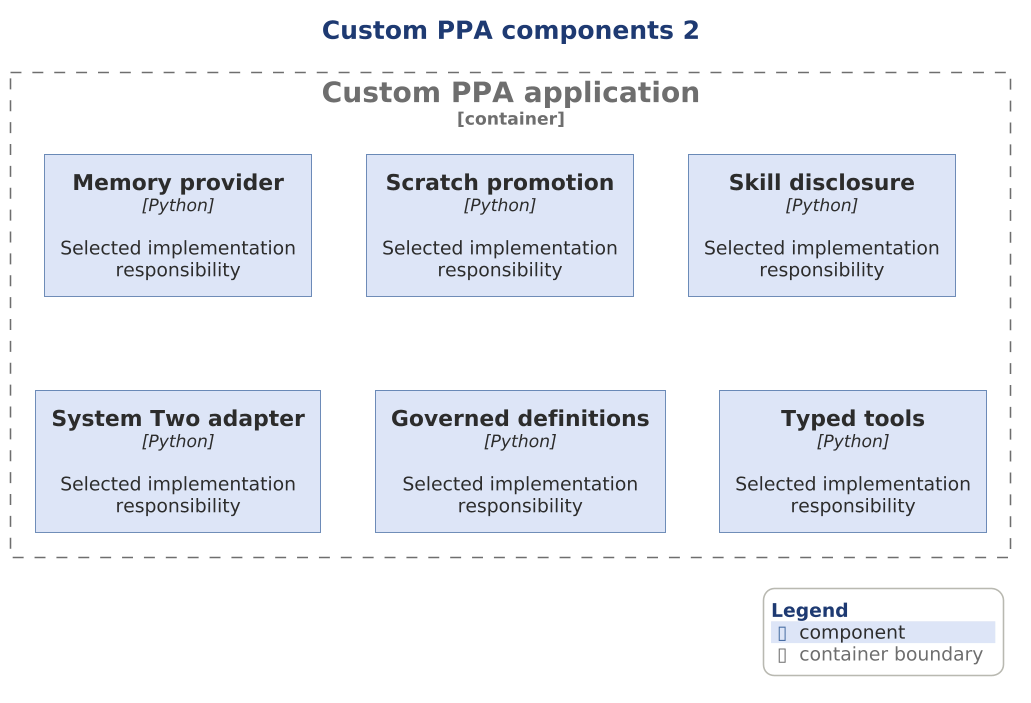 Custom PPA components 2
Custom PPA application
[container]
Memory provider
[Python]
Selected implementation
responsibility
Scratch promotion
[Python]
Selected implementation
responsibility
Skill disclosure
[Python]
Selected implementation
responsibility
System Two adapter
[Python]
Selected implementation
responsibility
Governed definitions
[Python]
Selected implementation
responsibility
Typed tools
[Python]
Selected implementation
responsibility
Legend
component
container boundary